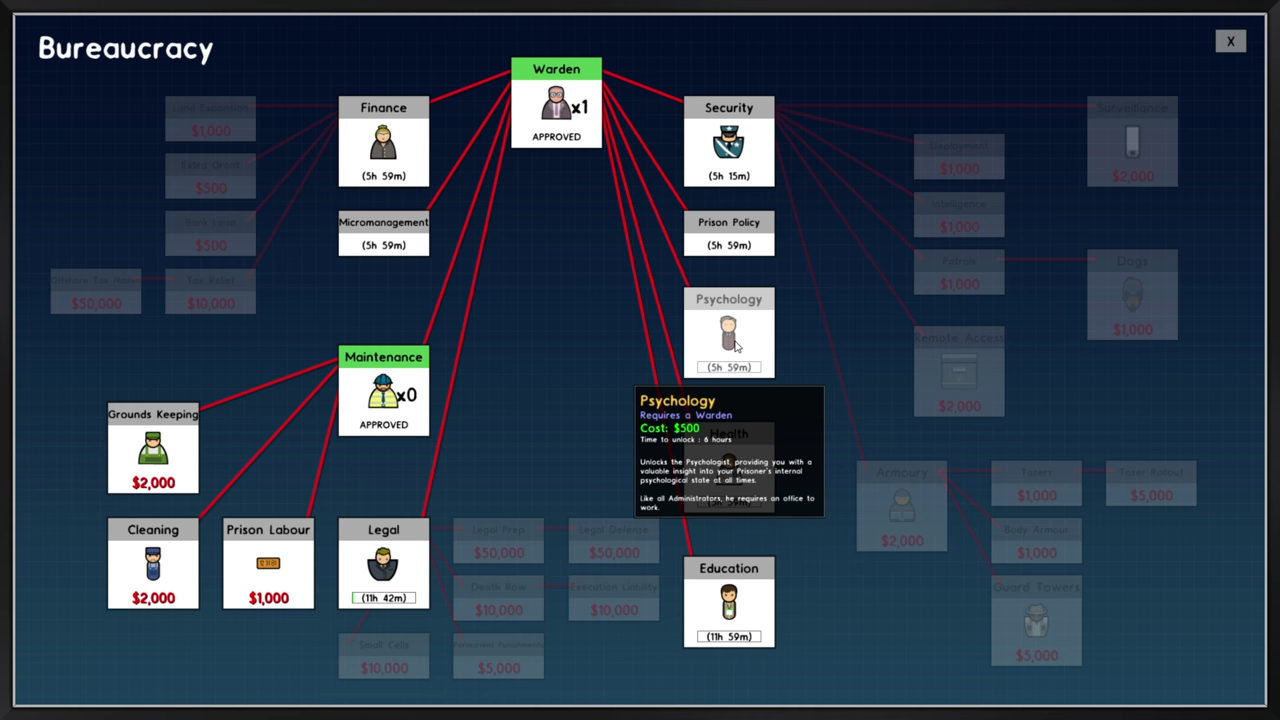 Bureaucracy
X
Warden
x1
APPROVED
Finance
(5h 59m)
Micromanagement
(5h 59m)
Land Expansion
$1,000
Extra Grant
$500
Bank Loan
$500
Tax Relief
$10,000
$50,000
Security
(5h 15m)
Prison Policy
(5h 59m)
Psychology
(5h 59m)
Psychology
Requires a Warden
Cost: $500
Time to unlock : 6 hours
Unlocks the Psychologist, providing you with a
valuable insight into your Prisoner's internal
psychological state at all times.
Like all Administrators, he requires an office to
work.
Health
Education
(11h 59m)
Deployment
$1,000
Intelligence
$1,000
Patrols
$1,000
Remote Access
$2,000
Surveillance
$2,000
Dogs
$1,000
Armoury
$2,000
Tazers
$1,000
Tazer Rollout
$5,000
Body Armour
$1,000
Guard Towers
$5,000
Maintenance
x0
APPROVED
Grounds Keeping
$2,000
Cleaning
$2,000
Prison Labour
$1,000
Legal
(11h 42m)
Legal Prep
$50,000
Legal Defense
$50,000
Death Row
$10,000
Execution Liability
$10,000
Small Cells
$10,000
$5,000